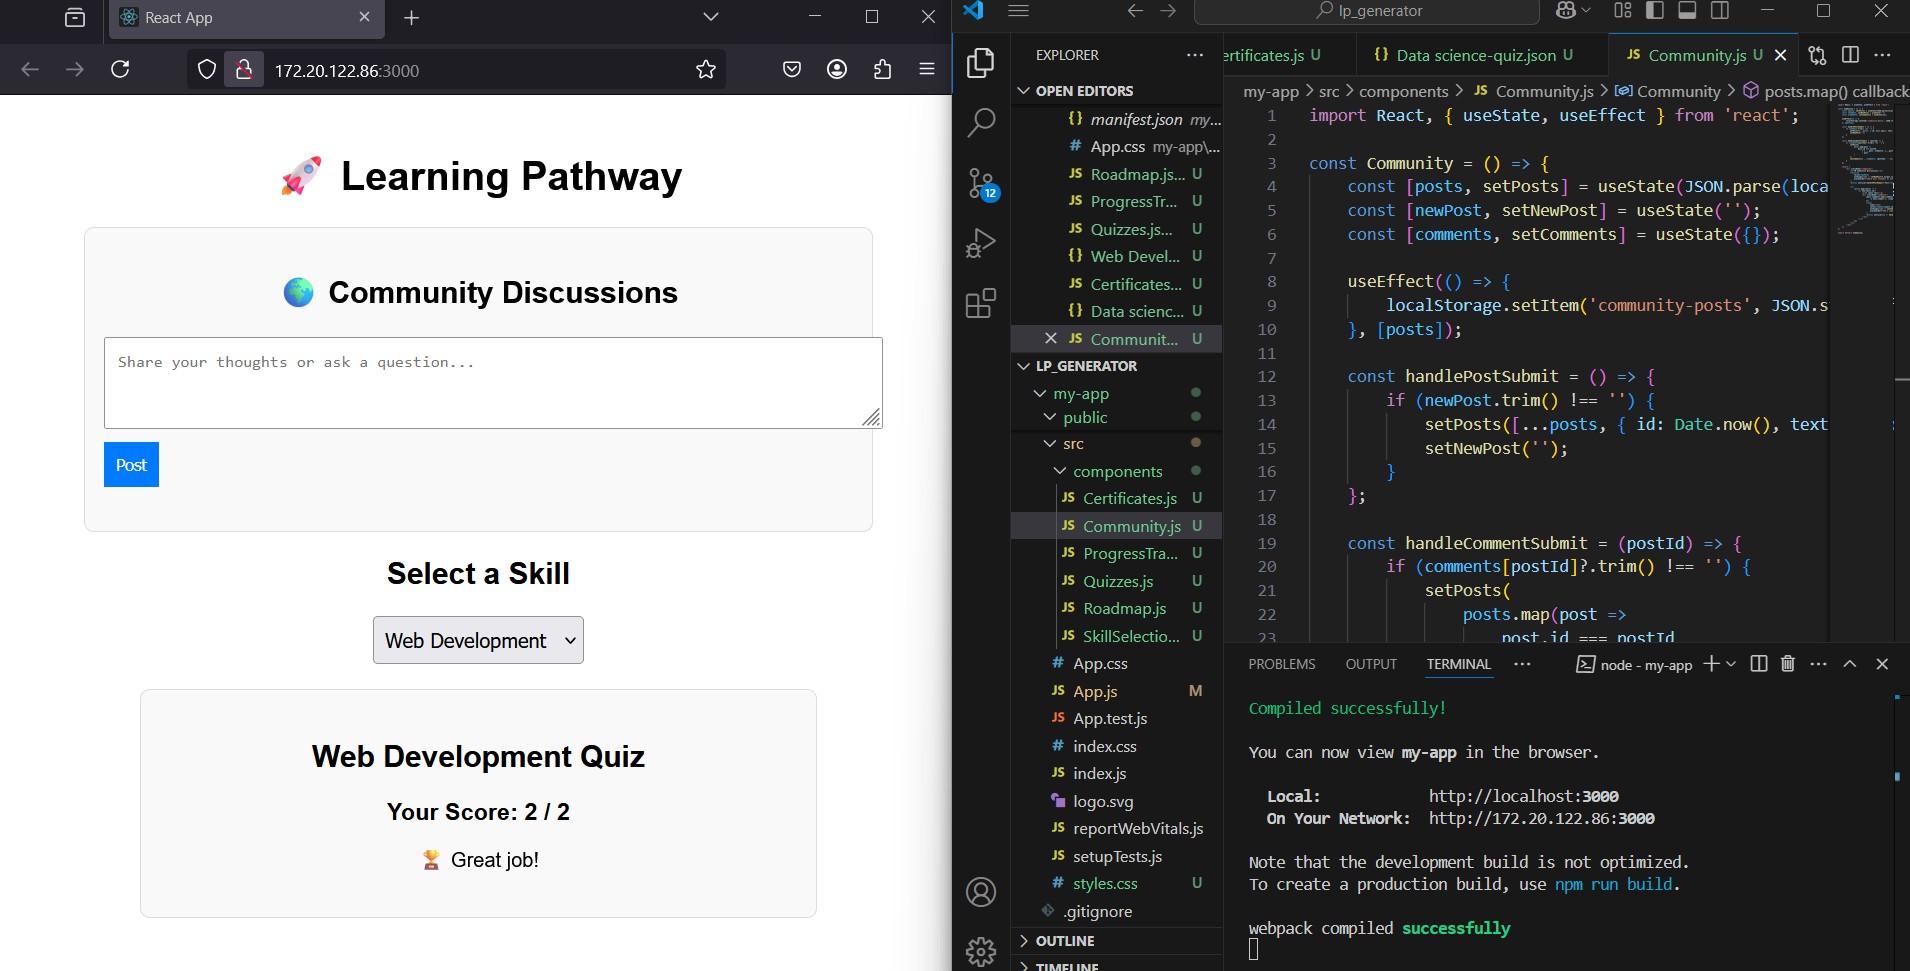 React App
172.20.122.86:3000
🚀 Learning Pathway
🌍 Community Discussions
Share your thoughts or ask a question...
Post
Select a Skill
Web Development
Web Development Quiz
Your Score: 2 / 2
🏆 Great job!
lp_generator
EXPLORER
OPEN EDITORS
{} manifest.json my...
# App.css my-app\...
JS Roadmap.js... U
JS ProgressTr... U
JS Quizzes.js... U
{} Web Devel... U
JS Certificates... U
{} Data scienc... U
JS Communit... U
LP_GENERATOR
my-app
public
src
components
JS Certificates.js U
JS Community.js U
JS ProgressTra... U
JS Quizzes.js U
JS Roadmap.js U
JS SkillSelectio... U
# App.css
JS App.js M
JS App.test.js
# index.css
JS index.js
logo.svg
JS reportWebVitals.js
JS setupTests.js
# styles.css U
.gitignore
OUTLINE
TIMELINE
12
ertificates.js U
{} Data science-quiz.json U
JS Community.js U
my-app > src > components > JS Community.js > Community > posts.map() callback
1 import React, { useState, useEffect } from 'react';
2
3 const Community = () => {
4 const [posts, setPosts] = useState(JSON.parse(loca
5 const [newPost, setNewPost] = useState('');
6 const [comments, setComments] = useState({});
7
8 useEffect(() => {
9 localStorage.setItem('community-posts', JSON.s
10 }, [posts]);
11
12 const handlePostSubmit = () => {
13 if (newPost.trim() !== '') {
14 setPosts([...posts, { id: Date.now(), text
15 setNewPost('');
16 }
17 };
18
19 const handleCommentSubmit = (postId) => {
20 if (comments[postId]?.trim() !== '') {
21 setPosts(
22 posts.map(post =>
23 post.id === postId
PROBLEMS OUTPUT TERMINAL ... node - my-app
Compiled successfully!
You can now view my-app in the browser.
Local: http://localhost:3000
On Your Network: http://172.20.122.86:3000
Note that the development build is not optimized.
To create a production build, use npm run build.
webpack compiled successfully